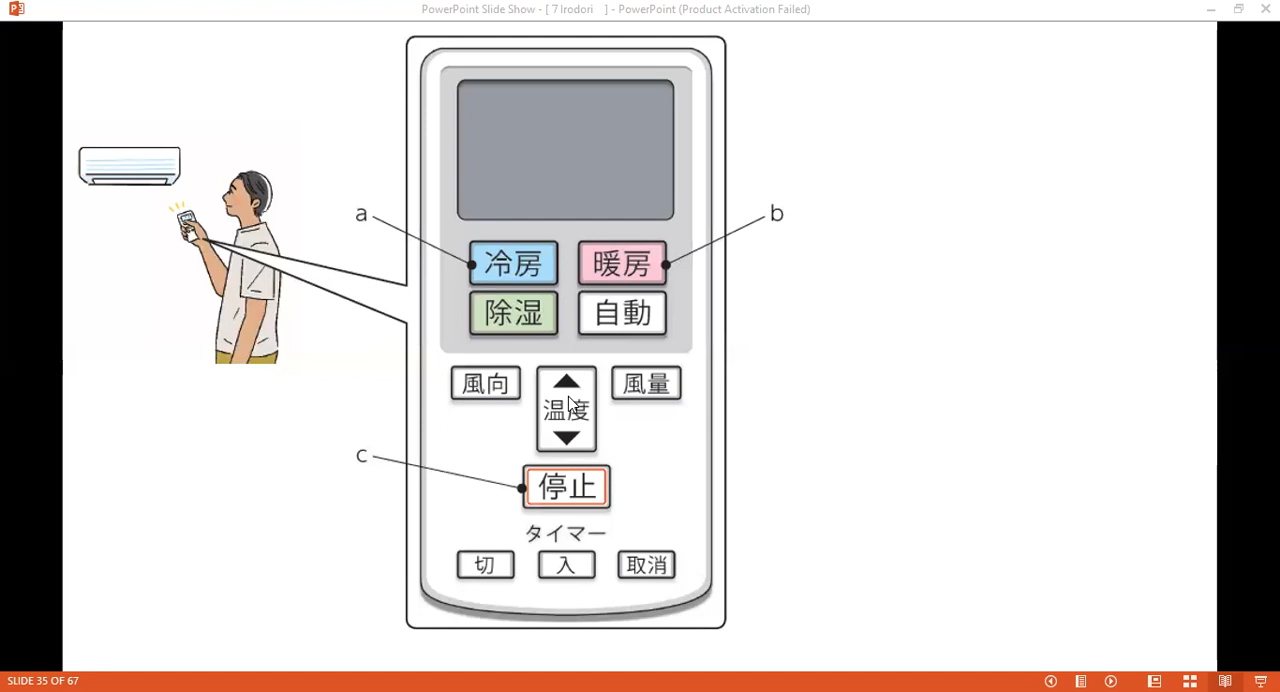 PowerPoint Slide Show - [ 7 Irodori ] - PowerPoint (Product Activation Failed)
a
b
冷房 暖房
除湿 自動
風向 温度 風量
c
停止
タイマー
切 入 取消
SLIDE 35 OF 67